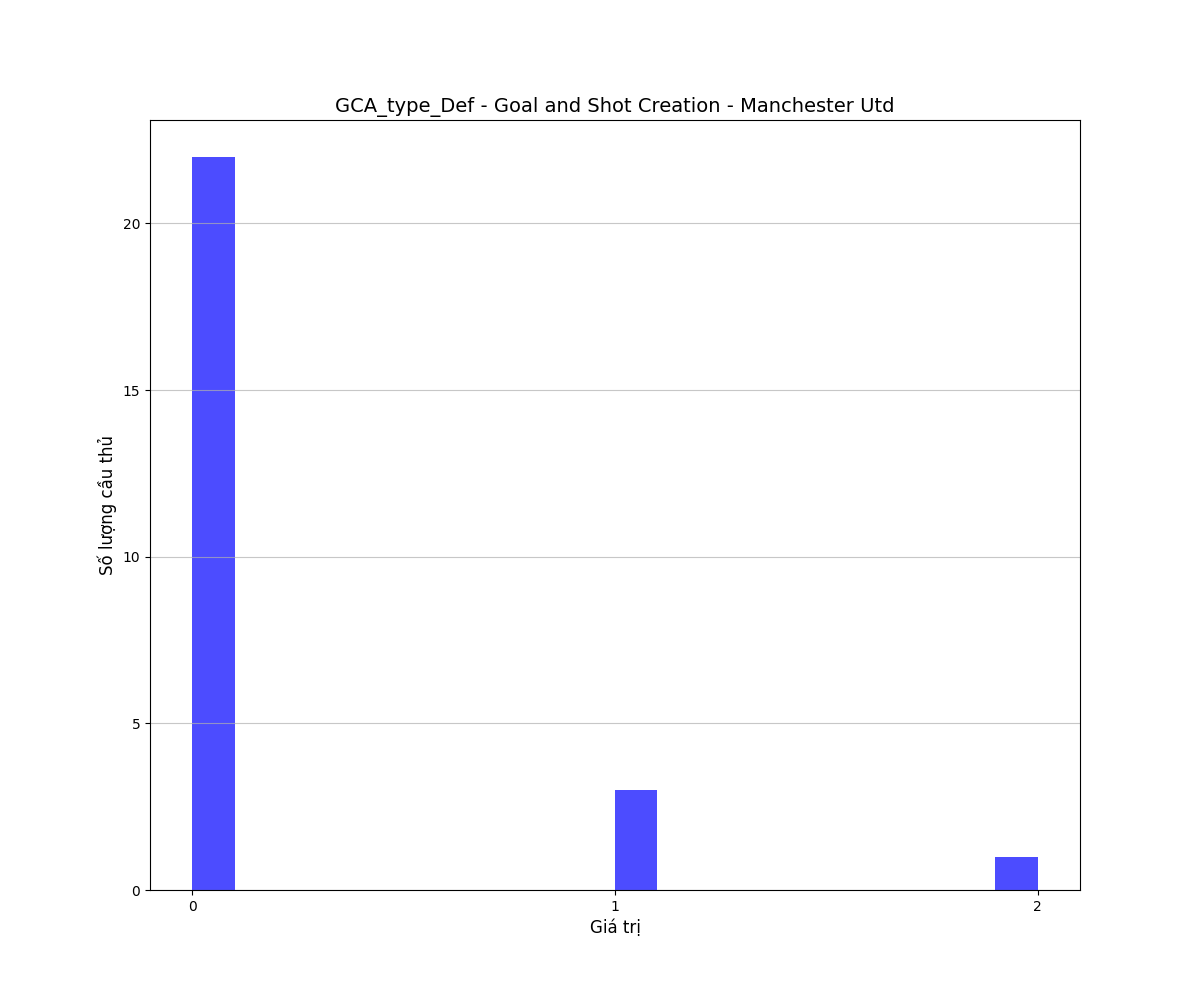 GCA_type_Def - Goal and Shot Creation - Manchester Utd
20
15
10
5
0
Số lượng cầu thủ
0
1
2
Giá trị